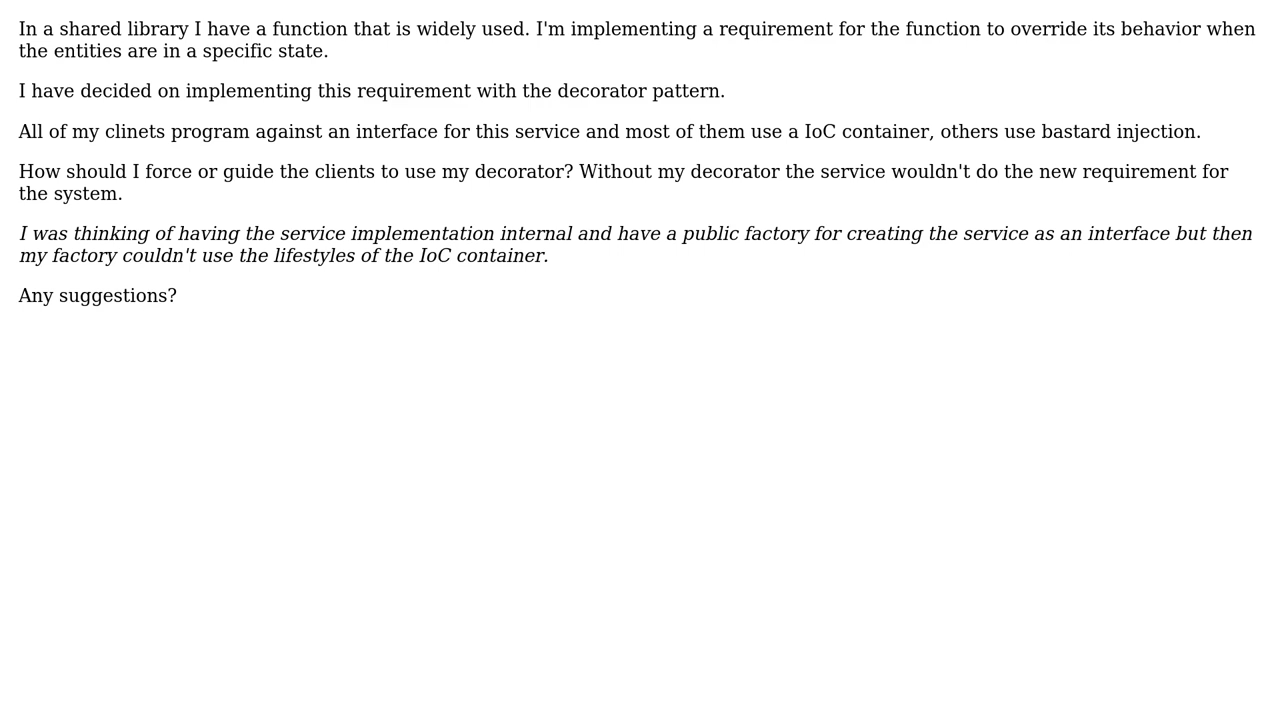 In a shared library I have a function that is widely used. I'm implementing a requirement for the function to override its behavior when
the entities are in a specific state.
I have decided on implementing this requirement with the decorator pattern.
All of my clinets program against an interface for this service and most of them use a IoC container, others use bastard injection.
How should I force or guide the clients to use my decorator? Without my decorator the service wouldn't do the new requirement for
the system.
I was thinking of having the service implementation internal and have a public factory for creating the service as an interface but then
my factory couldn't use the lifestyles of the IoC container.
Any suggestions?